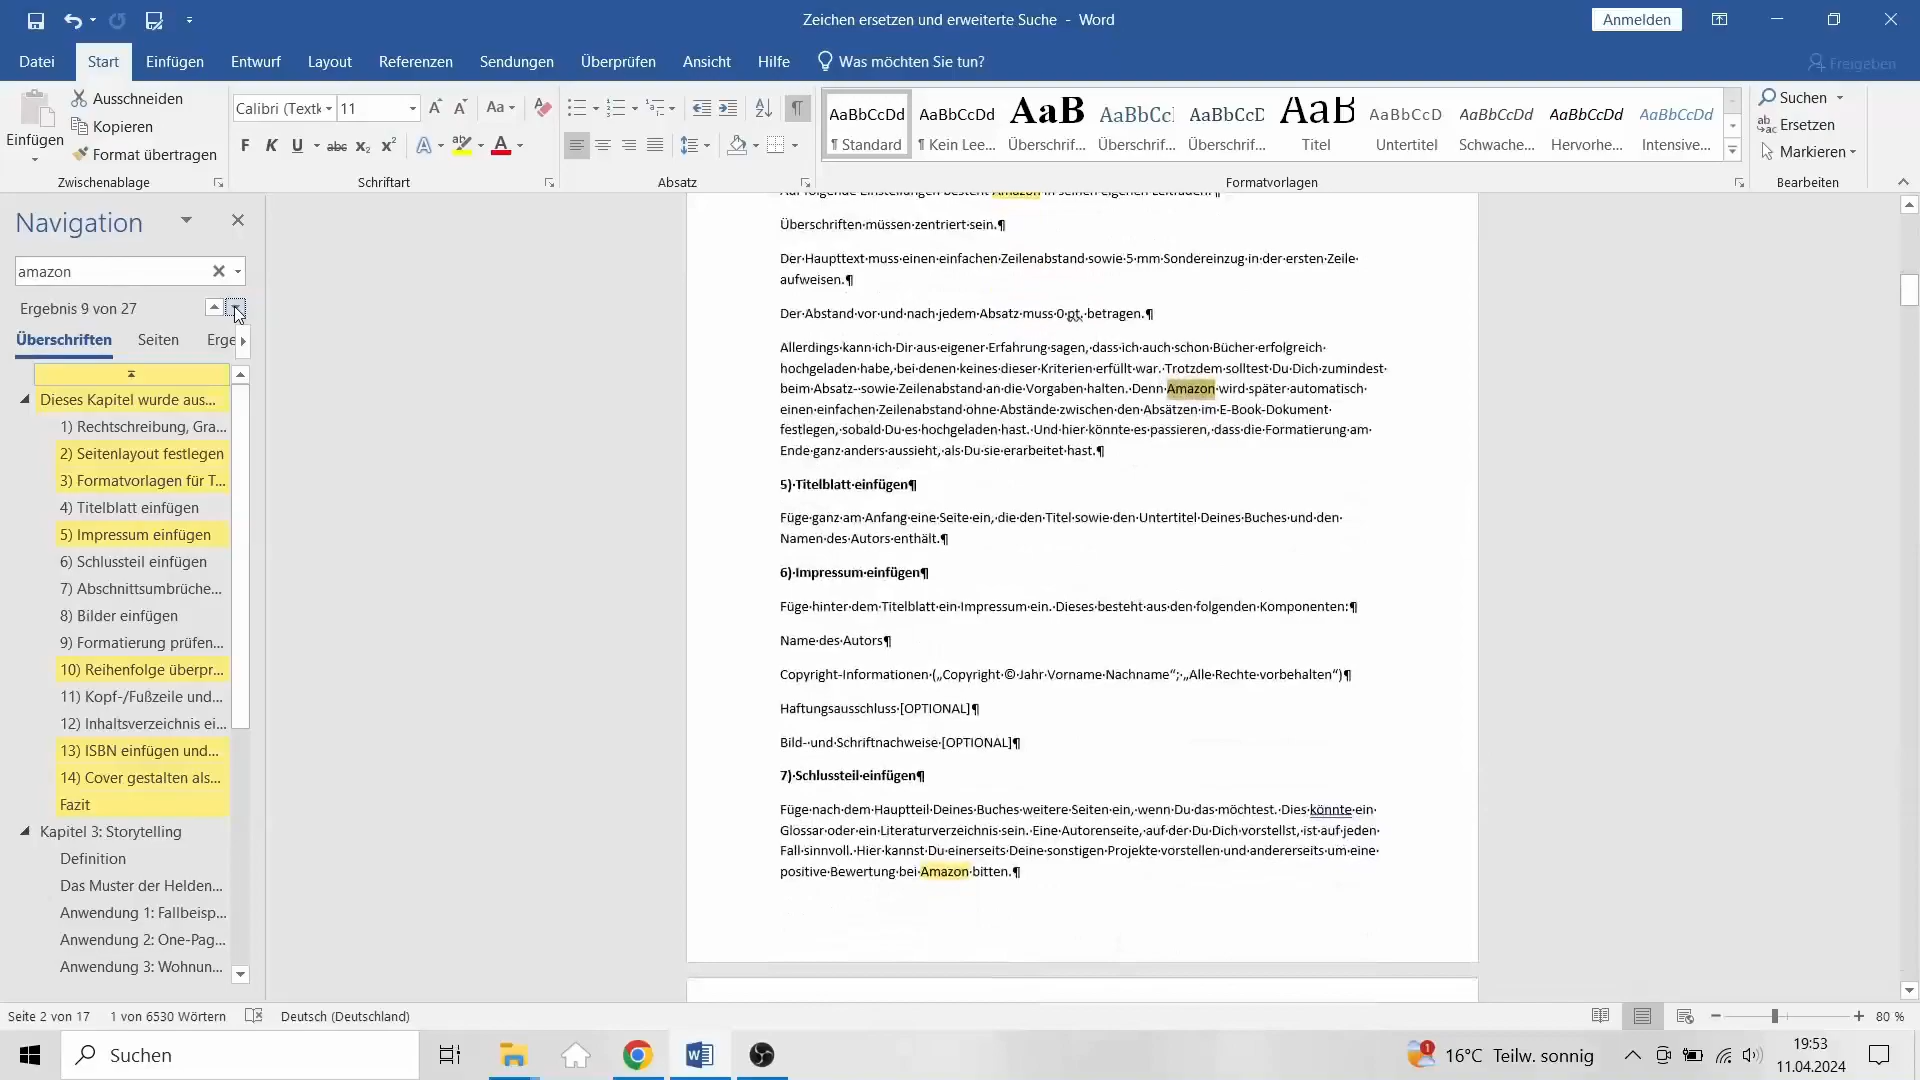 Zeichen ersetzen und erweiterte Suche - Word
Anmelden
Datei Start Einfügen Entwurf Layout Referenzen Sendungen Überprüfen Ansicht Hilfe Was möchten Sie tun? Freigeben
Einfügen
Ausschneiden
Kopieren
Format übertragen
Zwischenablage
Calibri (Textk 11
Schriftart
Absatz
AaBbCcDd AaBbCcDd AaB AaBbCcl AaBbCcD AaB AaBbCcD AaBbCcDd AaBbCcDd AaBbCcDd
¶ Standard ¶ Kein Lee... Überschrif... Überschrif... Überschrif... Titel Untertitel Schwache... Hervorhe... Intensive...
Formatvorlagen
Suchen
Ersetzen
Markieren
Bearbeiten
Navigation
amazon
Ergebnis 9 von 27
Überschriften Seiten Erge
Dieses Kapitel wurde aus...
1) Rechtschreibung, Gra...
2) Seitenlayout festlegen
3) Formatvorlagen für T...
4) Titelblatt einfügen
5) Impressum einfügen
6) Schlussteil einfügen
7) Abschnittsumbrüche...
8) Bilder einfügen
9) Formatierung prüfen...
10) Reihenfolge überpr...
11) Kopf-/Fußzeile und...
12) Inhaltsverzeichnis ei...
13) ISBN einfügen und...
14) Cover gestalten als...
Fazit
Kapitel 3: Storytelling
Definition
Das Muster der Helden...
Anwendung 1: Fallbeisp...
Anwendung 2: One-Pag...
Anwendung 3: Wohnun...
Auf folgende Einstellungen besteht Amazon in seinen eigenen Leitfäden:¶
Überschriften·müssen·zentriert·sein.¶
Der·Haupttext·muss·einen·einfachen·Zeilenabstand·sowie·5·mm·Sondereinzug·in·der·ersten·Zeile·
aufweisen.¶
Der·Abstand·vor·und·nach·jedem·Absatz·muss·0·pt.·betragen.¶
Allerdings·kann·ich·Dir·aus·eigener·Erfahrung·sagen,·dass·ich·auch·schon·Bücher·erfolgreich·
hochgeladen·habe,·bei·denen·keines·dieser·Kriterien·erfüllt·war.·Trotzdem·solltest·Du·Dich·zumindest·
beim·Absatz-·sowie·Zeilenabstand·an·die·Vorgaben·halten.·Denn·Amazon·wird·später·automatisch·
einen·einfachen·Zeilenabstand·ohne·Abstände·zwischen·den·Absätzen·im·E-Book-Dokument·
festlegen,·sobald·Du·es·hochgeladen·hast.·Und·hier·könnte·es·passieren,·dass·die·Formatierung·am·
Ende·ganz·anders·aussieht,·als·Du·sie·erarbeitet·hast.¶
5)·Titelblatt·einfügen¶
Füge·ganz·am·Anfang·eine·Seite·ein,·die·den·Titel·sowie·den·Untertitel·Deines·Buches·und·den·
Namen·des·Autors·enthält.¶
6)·Impressum·einfügen¶
Füge·hinter·dem·Titelblatt·ein·Impressum·ein.·Dieses·besteht·aus·den·folgenden·Komponenten:¶
Name·des·Autors¶
Copyright-Informationen·(„Copyright·©·Jahr·Vorname·Nachname“;·„Alle·Rechte·vorbehalten“)¶
Haftungsausschluss·[OPTIONAL]¶
Bild-·und·Schriftnachweise·[OPTIONAL]¶
7)·Schlussteil·einfügen¶
Füge·nach·dem·Hauptteil·Deines·Buches·weitere·Seiten·ein,·wenn·Du·das·möchtest.·Dies·könnte·ein·
Glossar·oder·ein·Literaturverzeichnis·sein.·Eine·Autorenseite,·auf·der·Du·Dich·vorstellst,·ist·auf·jeden·
Fall·sinnvoll.·Hier·kannst·Du·einerseits·Deine·sonstigen·Projekte·vorstellen·und·andererseits·um·eine·
positive·Bewertung·bei·Amazon·bitten.¶
Seite 2 von 17 1 von 6530 Wörtern Deutsch (Deutschland) 80 %
Suchen
16°C Teilw. sonnig
19:53
11.04.2024